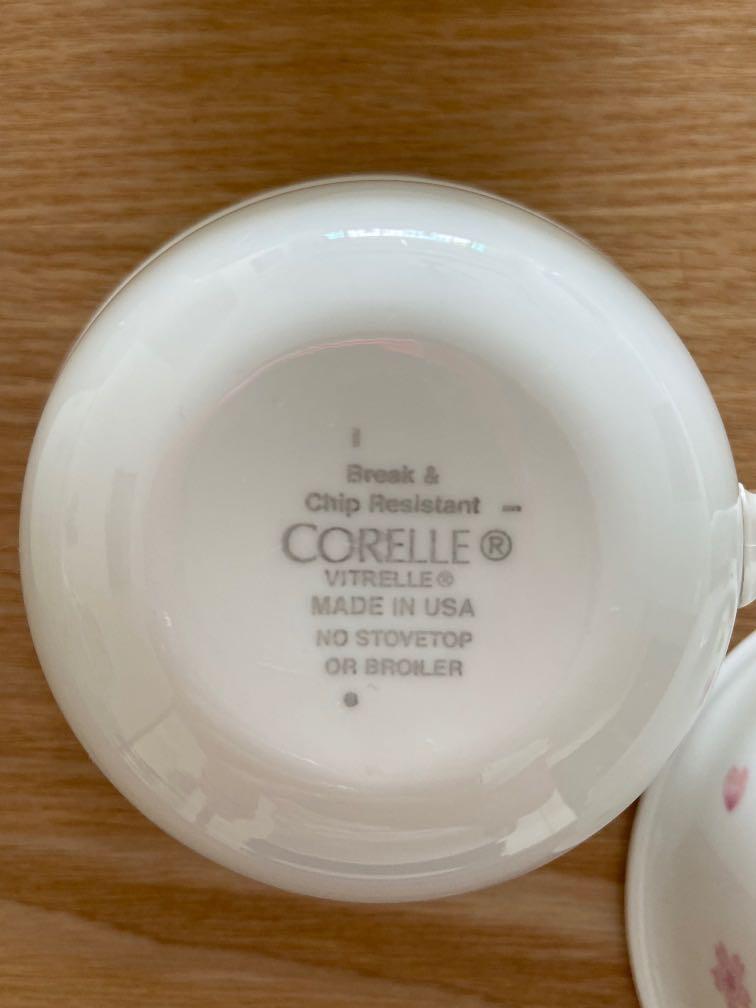 Break &
Chip Resistant
CORELLE®
VITRELLE®
MADE IN USA
NO STOVETOP
OR BROILER